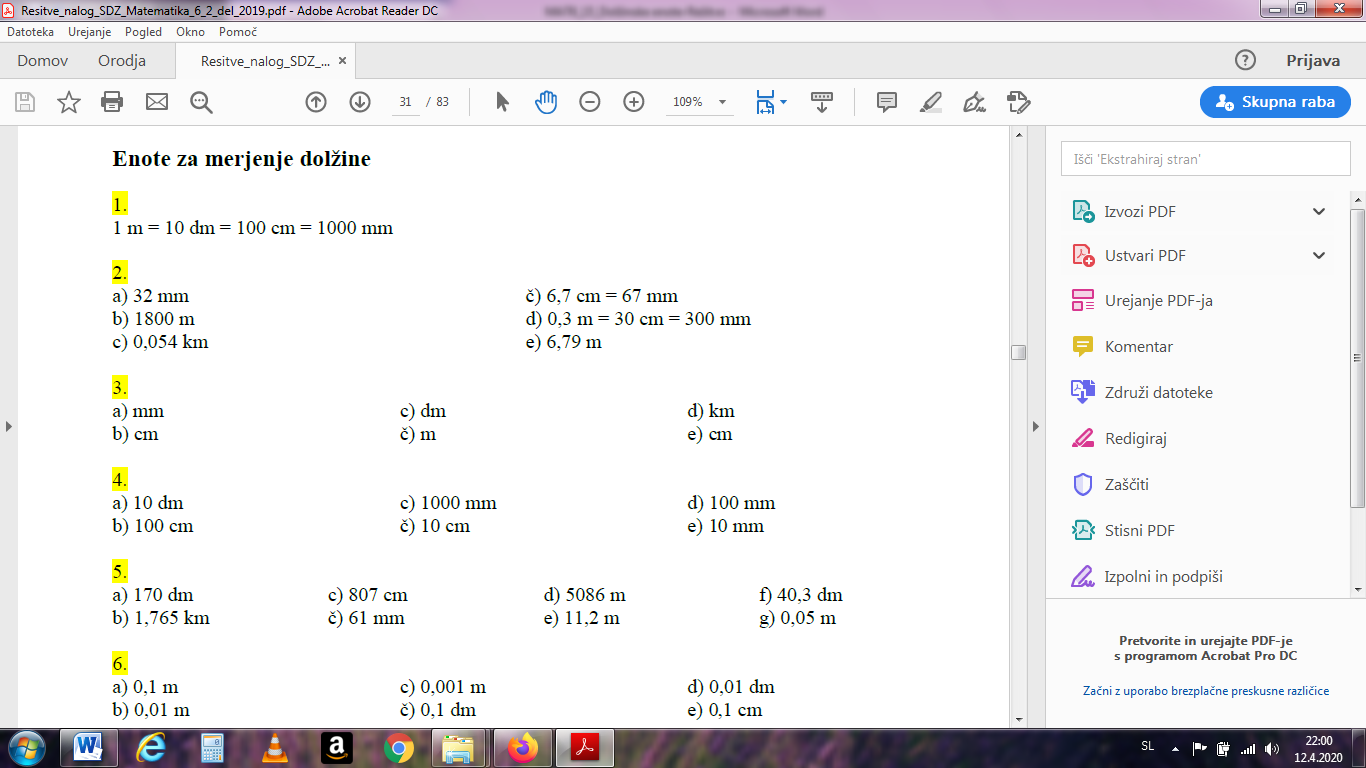 Resitve_nalog_SDZ_Matematika_6_2_del_2019.pdf - Adobe Acrobat Reader DC
Datoteka Urejanje Pogled Okno Pomoč
Domov Orodja Resitve_nalog_SDZ_... × Prijava
31 / 83 109% Skupna raba
Enote za merjenje dolžine
1.
1 m = 10 dm = 100 cm = 1000 mm
2.
a) 32 mm č) 6,7 cm = 67 mm
b) 1800 m d) 0,3 m = 30 cm = 300 mm
c) 0,054 km e) 6,79 m
3.
a) mm c) dm d) km
b) cm č) m e) cm
4.
a) 10 dm c) 1000 mm d) 100 mm
b) 100 cm č) 10 cm e) 10 mm
5.
a) 170 dm c) 807 cm d) 5086 m f) 40,3 dm
b) 1,765 km č) 61 mm e) 11,2 m g) 0,05 m
6.
a) 0,1 m c) 0,001 m d) 0,01 dm
b) 0,01 m č) 0,1 dm e) 0,1 cm
Išči 'Ekstrahiraj stran'
Izvozi PDF
Ustvari PDF
Urejanje PDF-ja
Komentar
Združi datoteke
Redigiraj
Zaščiti
Stisni PDF
Izpolni in podpiši
Pretvorite in urejajte PDF-je
s programom Acrobat Pro DC
Začni z uporabo brezplačne preskusne različice
SL 22:00
12.4.2020